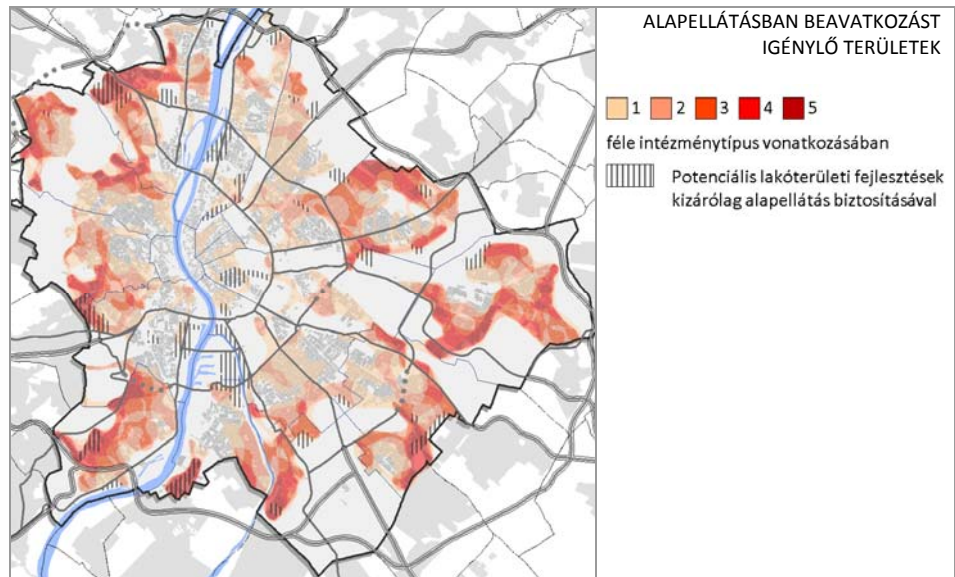 ALAPELLÁTÁSBAN BEAVATKOZÁST
IGÉNYLŐ TERÜLETEK
1 2 3 4 5
féle intézménytípus vonatkozásában
Potenciális lakóterületi fejlesztések
kizárólag alapellátás biztosításával